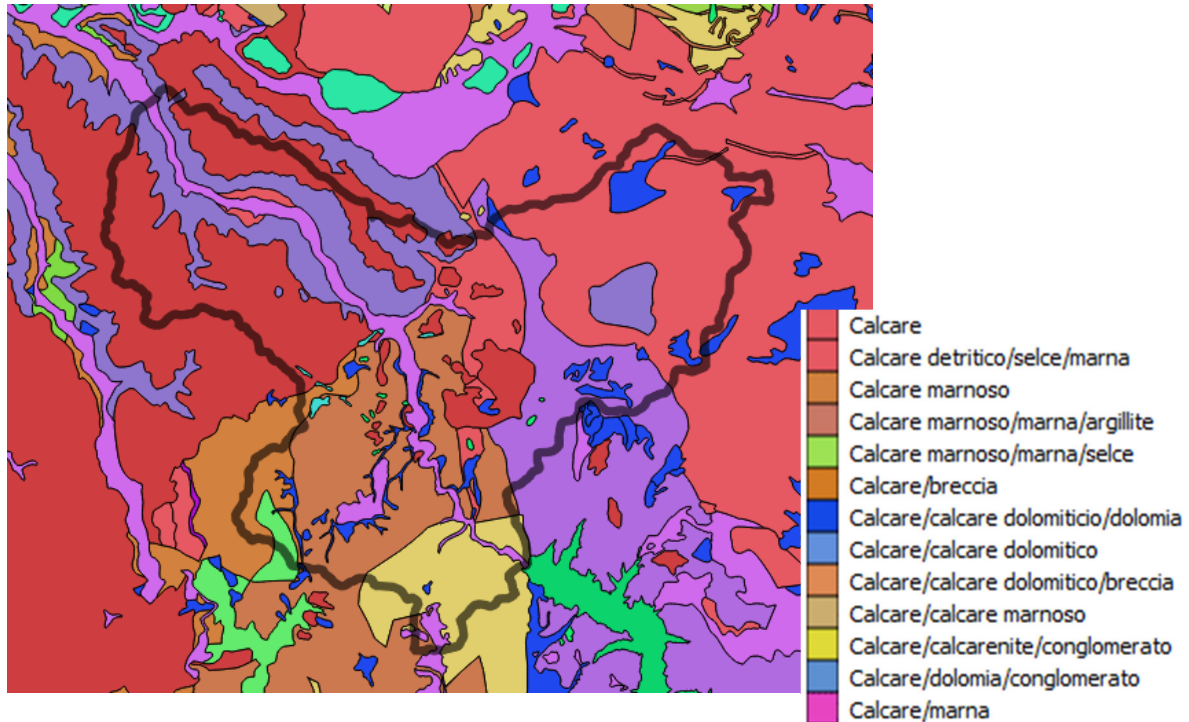 Calcare
Calcare detritico/selce/marna
Calcare marnoso
Calcare marnoso/marna/argillite
Calcare marnoso/marna/selce
Calcare/breccia
Calcare/calcare dolomiticio/dolomia
Calcare/calcare dolomitico
Calcare/calcare dolomitico/breccia
Calcare/calcare marnoso
Calcare/calcarenite/conglomerato
Calcare/dolomia/conglomerato
Calcare/marna